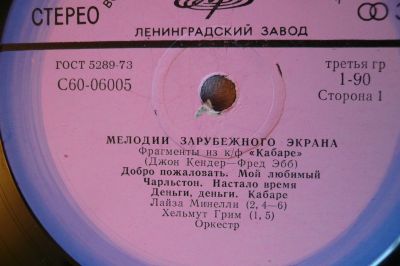 СТЕРЕО
ЛЕНИНГРАДСКИЙ ЗАВОД
ГОСТ 5289-73
третья гр
С60-06005
1-90
Сторона 1
МЕЛОДИИ ЗАРУБЕЖНОГО ЭКРАНА
Фрагменты из к/ф «Кабаре»
(Джон Кендер—Фред Эбб)
Добро пожаловать. Мой любимый
Чарльстон. Настало время
Деньги, деньги. Кабаре
Лайза Минелли (2, 4—6)
Хельмут Грим (1, 5)
Оркестр